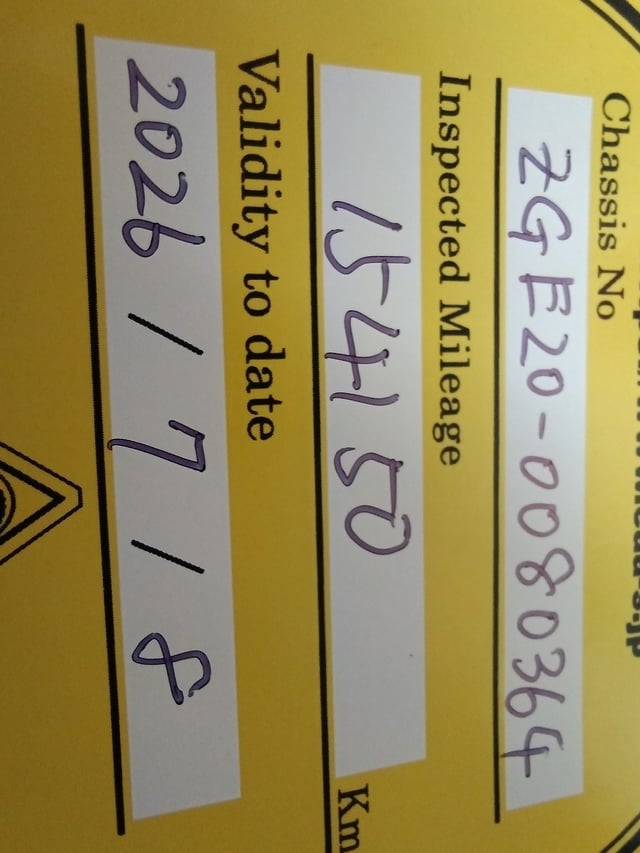 Chassis No
ZGE20-0080364
Inspected Mileage
154150 Km
Validity to date
2026 / 7 / 8